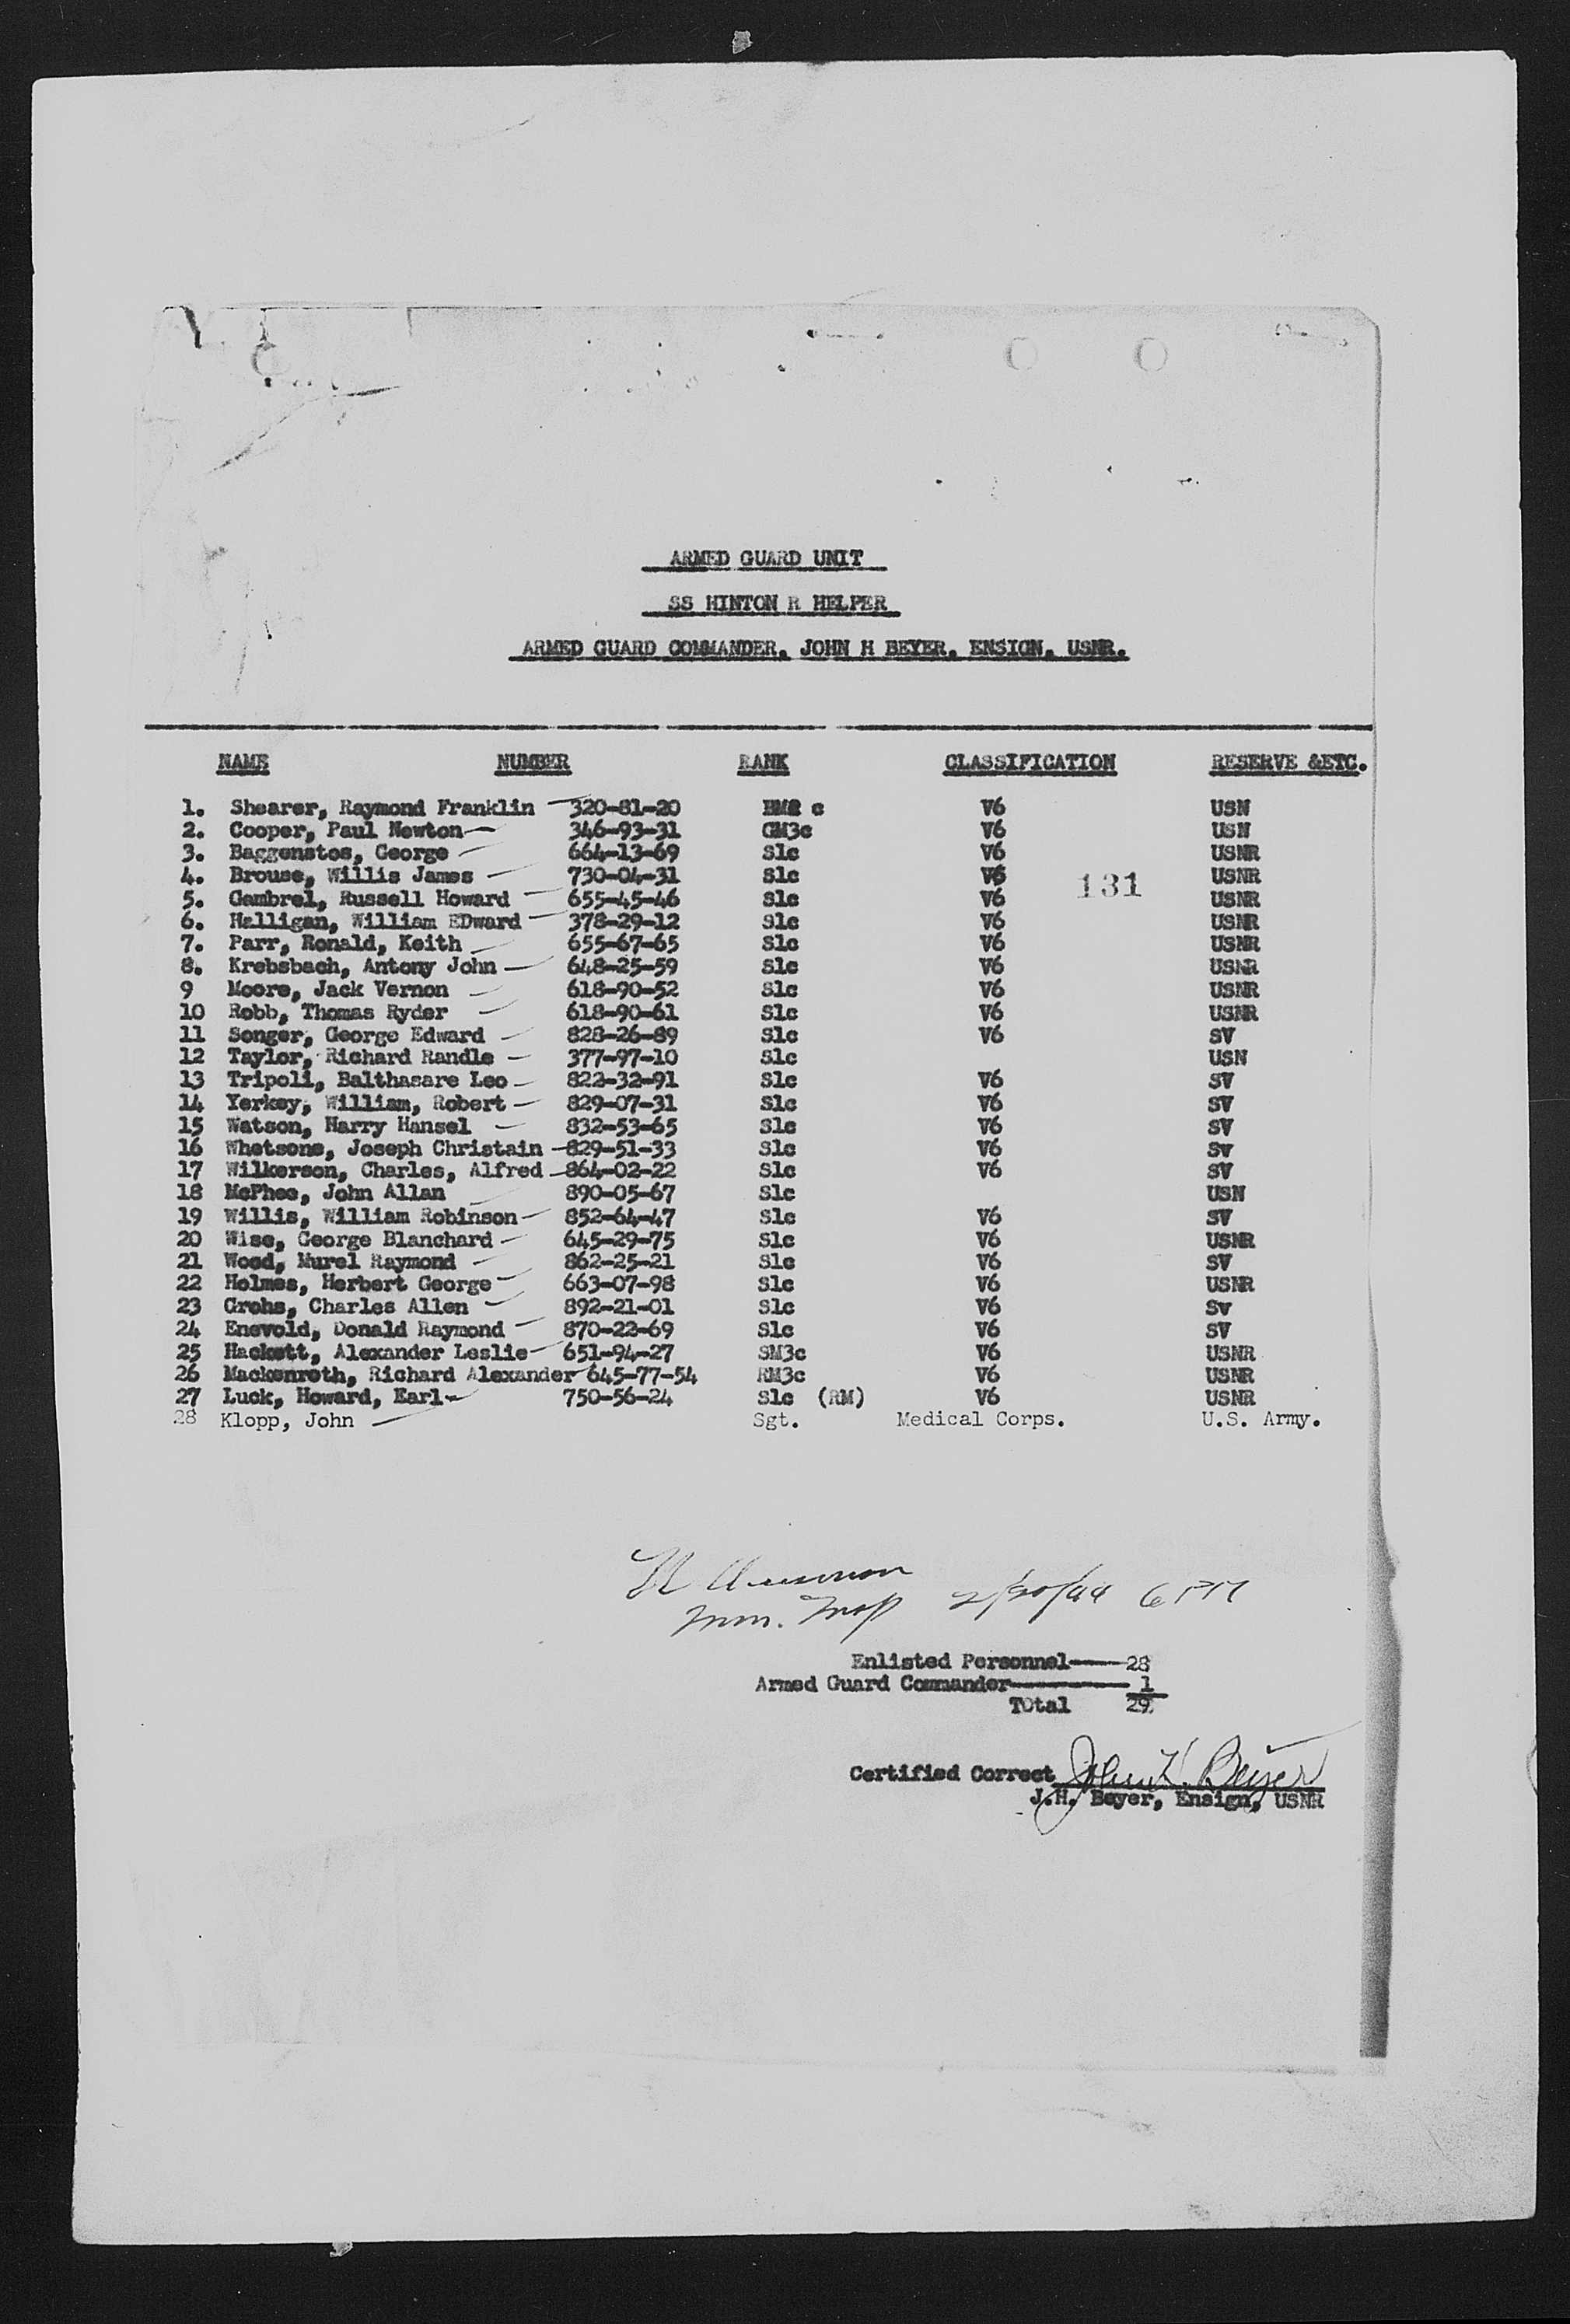 ARMED GUARD UNIT
SS HINTON R HELPER
ARMED GUARD COMMANDER, JOHN H BEYER, ENSIGN, USNR.
NAME NUMBER RANK CLASSIFICATION RESERVE &ETC.
1. Shearer, Raymond Franklin 320-81-20 c V6 USN
2. Cooper, Paul Newton 346-93-31 GM3c V6 USN
3. Baggenstos, George 664-13-69 S1c V6 USNR
4. Brouse, Willis James 730-04-31 S1c V6 USNR
131
5. Gambrel, Russell Howard 655-45-46 S1c V6 USNR
6. Halligan, William EDward 378-29-12 S1c V6 USNR
7. Parr, Ronald, Keith 655-67-65 S1c V6 USNR
8. Krebsbach, Antony John 648-25-59 S1c V6 USNR
9 Moore, Jack Vernon 618-90-52 S1c V6 USNR
10 Robb, Thomas Ryder 618-90-61 S1c V6 USNR
11 Songer, George Edward 828-26-89 S1c V6 SV
12 Taylor, Richard Randle 377-97-10 S1c USN
13 Tripoli, Balthasare Leo 822-32-91 S1c V6 SV
14 Yerkey, William, Robert 829-07-31 S1c V6 SV
15 Watson, Harry Hansel 832-53-65 S1c V6 SV
16 Whetsone, Joseph Christain 829-51-33 S1c V6 Sv
17 Wilkerson, Charles, Alfred 864-02-22 S1c V6 SV
18 McPhee, John Allan 890-05-67 S1c USN
19 Willis, William Robinson 852-64-47 S1c V6 SV
20 Wise, George Blanchard 645-29-75 S1c V6 USNR
21 Wood, Murel Raymond 862-25-21 S1c V6 SV
22 Holmes, Herbert George 663-07-98 S1c V6 USNR
23 Grohs, Charles Allen 892-21-01 S1c V6 Sv
24 Enevold, Donald Raymond 870-22-69 S1c V6 SV
25 Hackett, Alexander Leslie 651-94-27 SM3c V6 USNR
26 Mackenroth, Richard Alexander 645-77-54 RM3c V6 USNR
27 Luck, Howard, Earl 750-56-24 S1c (RM) V6 USNR
28 Klopp, John Sgt. Medical Corps. U.S. Army.
Imm. Insp 2/20/44 6 PM
Enlisted Personnel 28
Armed Guard Commander 1
TOtal 29
Certified Correct John H. Beyer
J.H. Beyer, Ensign, USNR